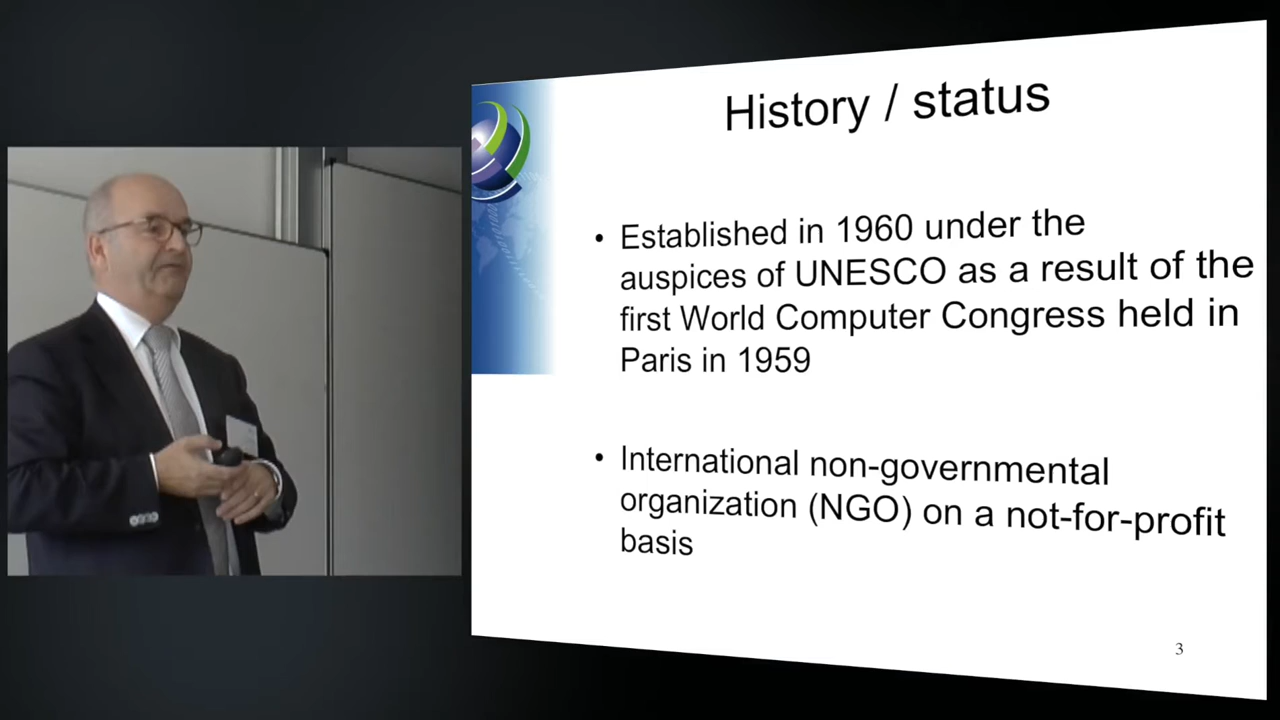 History / status
• Established in 1960 under the
auspices of UNESCO as a result of the
first World Computer Congress held in
Paris in 1959
• International non-governmental
organization (NGO) on a not-for-profit
basis
3